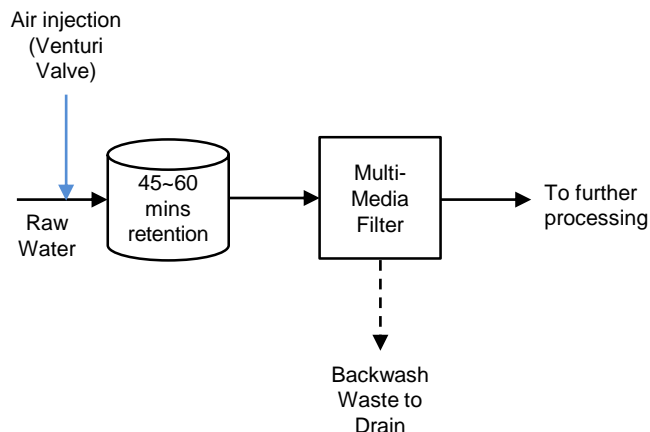 Air injection
(Venturi
Valve)
Raw
Water
45~60
mins
retention
Multi-
Media
Filter
To further
processing
Backwash
Waste to
Drain